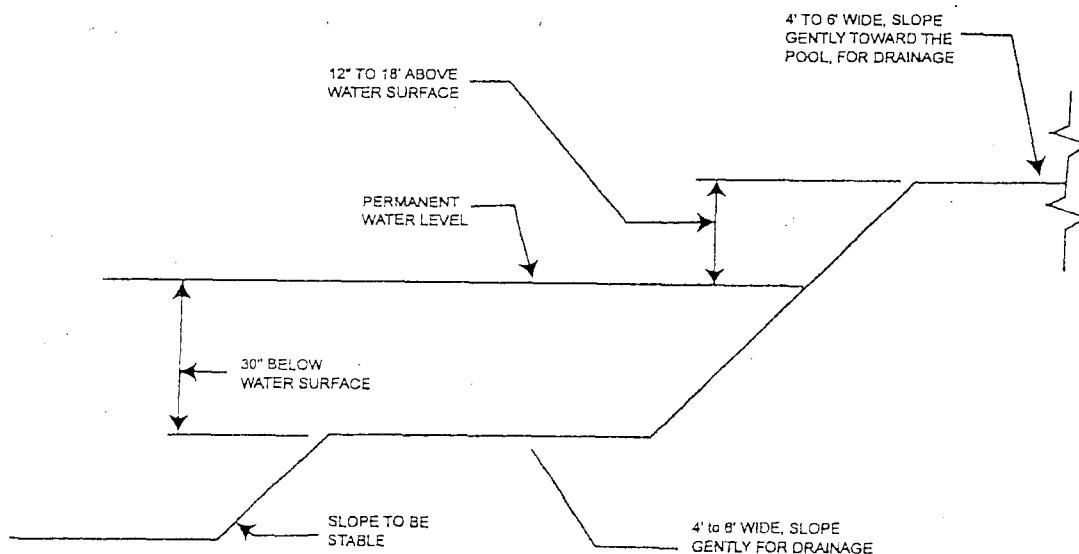 4' TO 6' WIDE, SLOPE
GENTLY TOWARD THE
POOL, FOR DRAINAGE
12" TO 18' ABOVE
WATER SURFACE
PERMANENT
WATER LEVEL
30" BELOW
WATER SURFACE
SLOPE TO BE
STABLE
4' to 6' WIDE, SLOPE
GENTLY FOR DRAINAGE